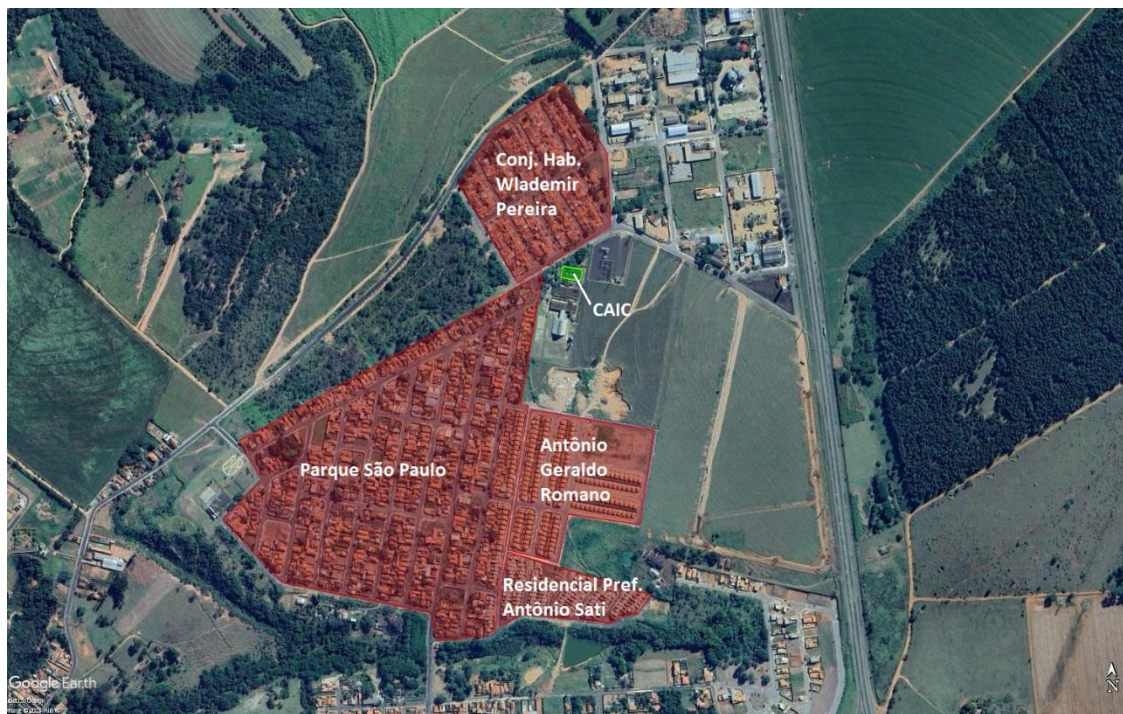 Conj. Hab.
Wlademir
Pereira
CAIC
Parque São Paulo
Antônio
Geraldo
Romano
Residencial Pref.
Antônio Sati
Google Earth
N